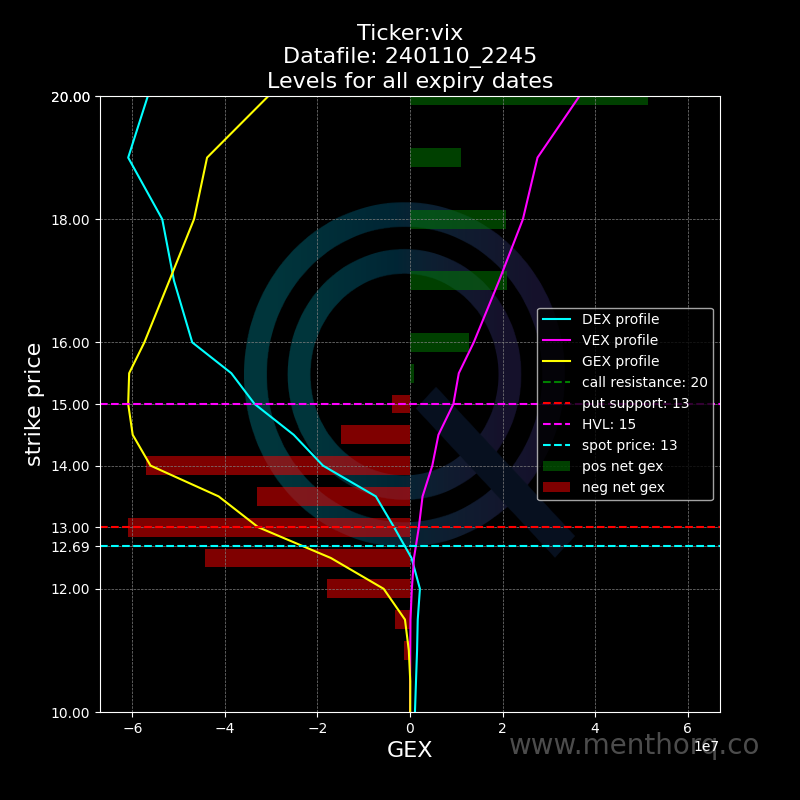 Ticker:vix
Datafile: 240110_2245
Levels for all expiry dates
20.00
18.00
16.00
15.00
14.00
13.00
12.69
12.00
10.00
strike price
DEX profile
VEX profile
GEX profile
call resistance: 20
put support: 13
HVL: 15
spot price: 13
pos net gex
neg net gex
−6 −4 −2 0 2 4 6
1e7
GEX
www.menthorq.co